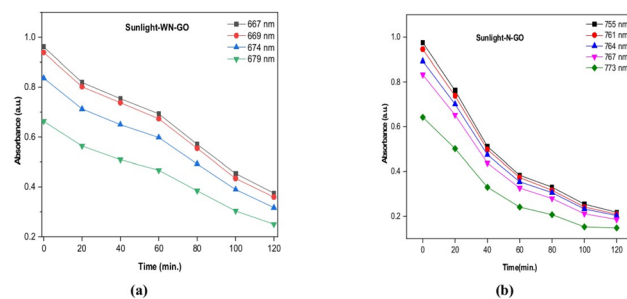 (a)
Sunlight-WN-GO
667 nm
669 nm
674 nm
679 nm
1.0
0.8
0.6
0.4
0.2
Absorbance (a.u.)
0 20 40 60 80 100 120
Time (min.)
(a)
(b)
Sunlight-N-GO
755 nm
761 nm
764 nm
767 nm
773 nm
1.0
0.8
0.6
0.4
0.2
Absorbance (a.u.)
0 20 40 60 80 100 120
Time(min.)
(b)